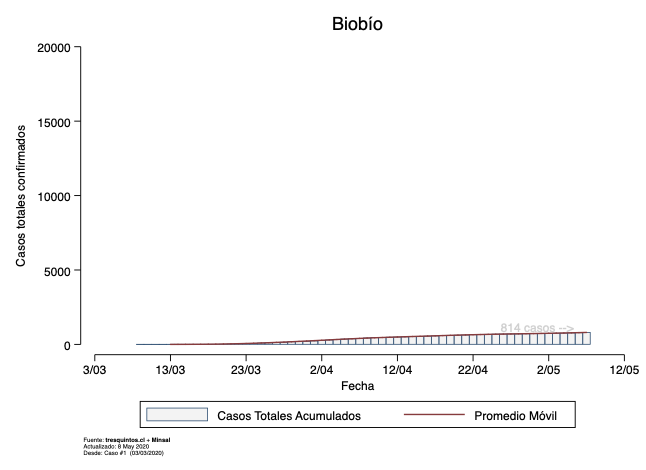 Biobío
20000
15000
10000
5000
0
Casos totales confirmados
814 casos -->
3/03 13/03 23/03 2/04 12/04 22/04 2/05 12/05
Fecha
Casos Totales Acumulados Promedio Móvil
Fuente: tresquintos.cl + Minsal
Actualizado: 8 May 2020
Desde: Caso #1 (03/03/2020)